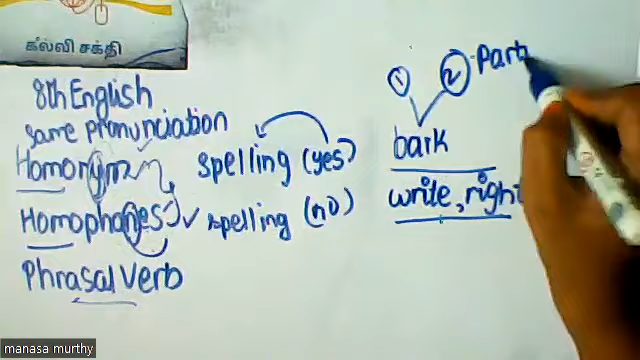 கல்வி சக்தி
8th English
same pronunciation
Homonyms spelling (yes)
Homophones spelling (no)
Phrasal Verb
1 2 Part
bark
write, right
manasa murthy